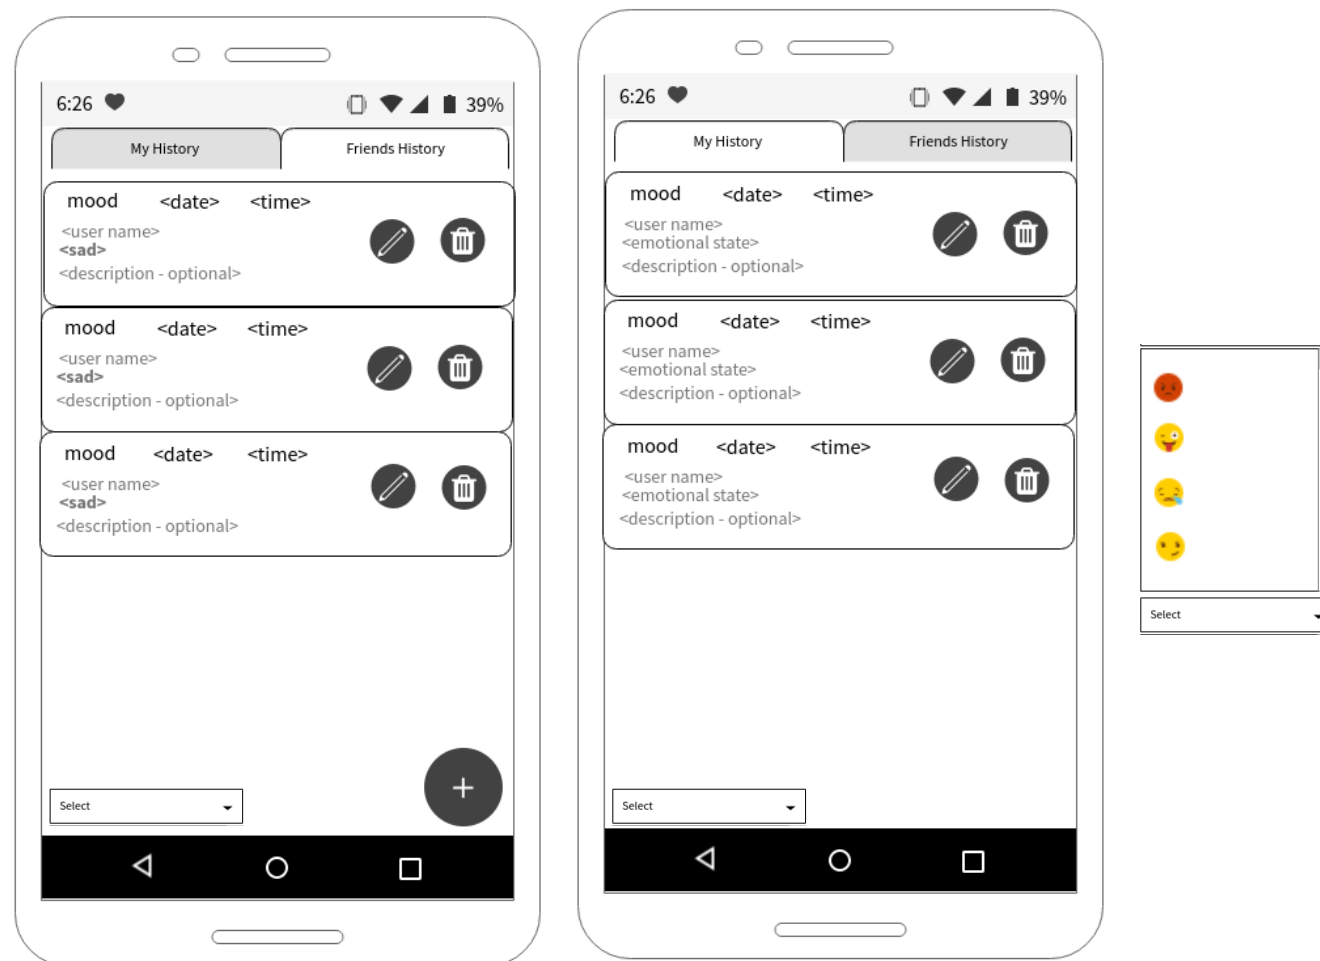 6:26 39%
My History Friends History
mood <date> <time>
<user name>
<sad>
<description - optional>
mood <date> <time>
<user name>
<sad>
<description - optional>
mood <date> <time>
<user name>
<sad>
<description - optional>
+
Select
6:26 39%
My History Friends History
mood <date> <time>
<user name>
<emotional state>
<description - optional>
mood <date> <time>
<user name>
<emotional state>
<description - optional>
mood <date> <time>
<user name>
<emotional state>
<description - optional>
Select
Select